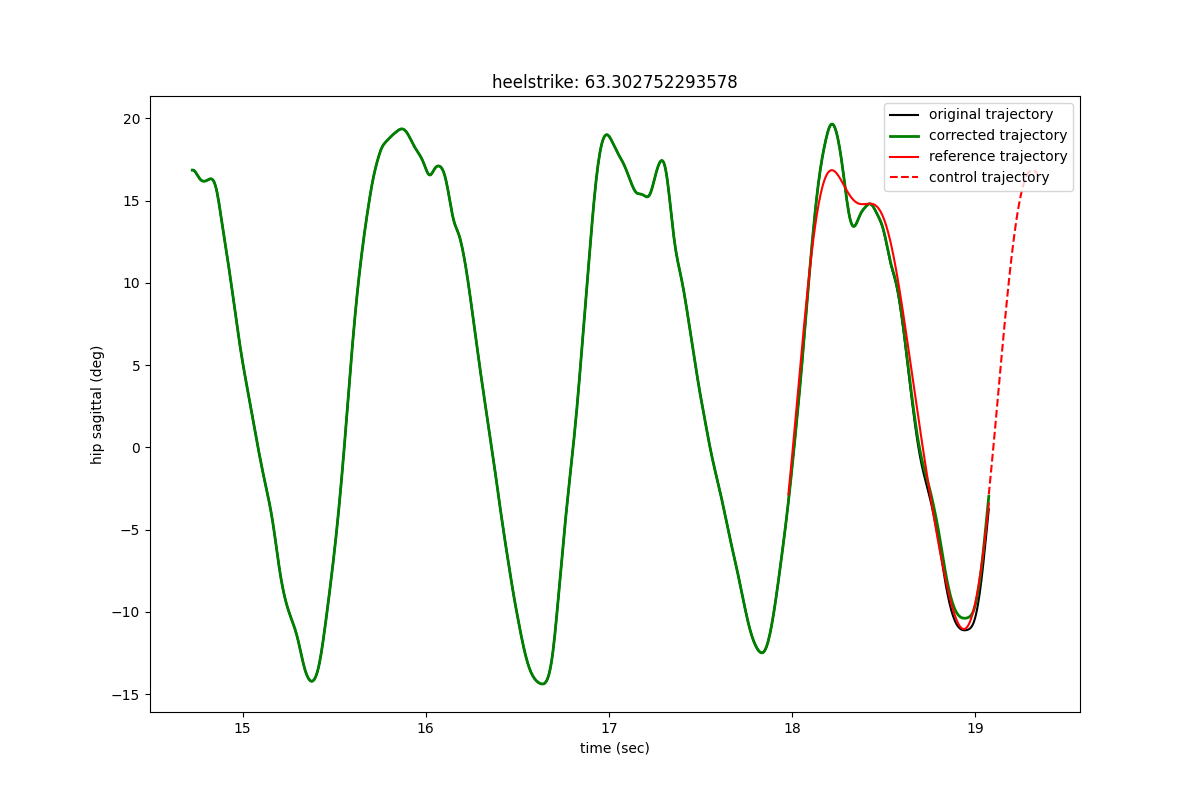 heelstrike: 63.302752293578
original trajectory
corrected trajectory
reference trajectory
control trajectory
20
15
10
5
0
−5
−10
−15
hip sagittal (deg)
15
16
17
18
19
time (sec)